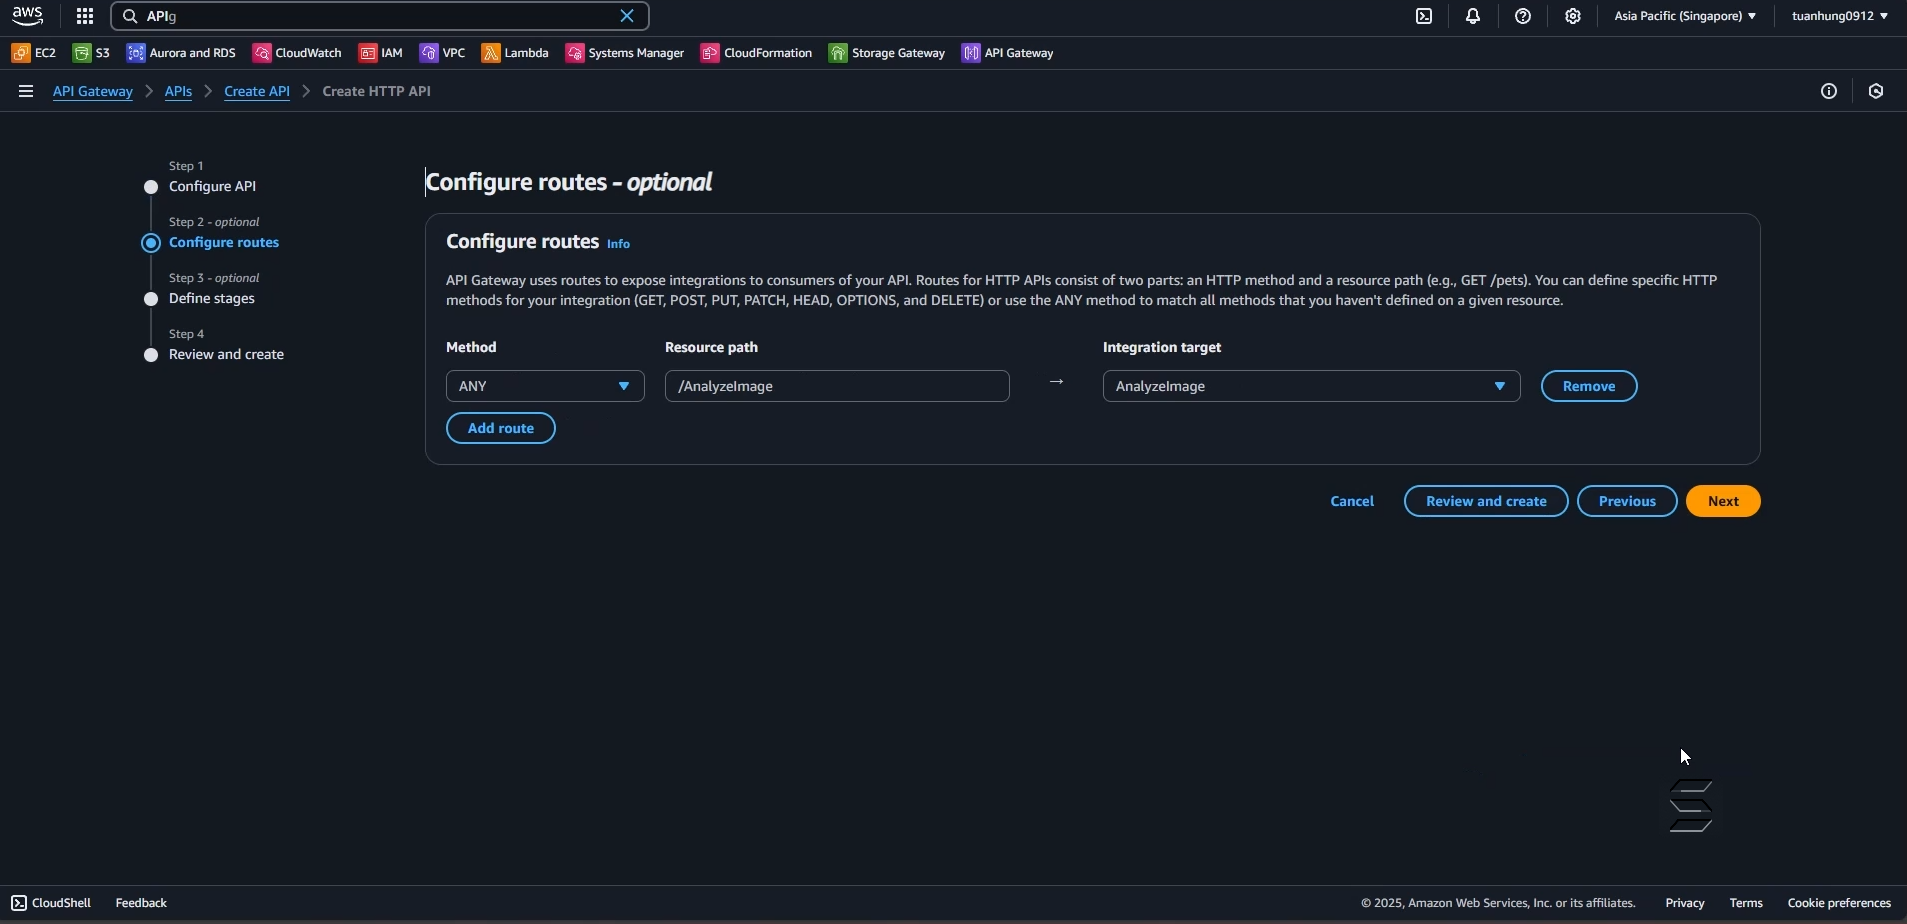 aws
APIg
Asia Pacific (Singapore)
tuanhung0912
EC2 S3 Aurora and RDS CloudWatch IAM VPC Lambda Systems Manager CloudFormation Storage Gateway API Gateway
API Gateway APIs Create API Create HTTP API
Step 1
Configure API
Step 2 - optional
Configure routes
Step 3 - optional
Define stages
Step 4
Review and create
Configure routes - optional
Configure routes Info
API Gateway uses routes to expose integrations to consumers of your API. Routes for HTTP APIs consist of two parts: an HTTP method and a resource path (e.g., GET /pets). You can define specific HTTP
methods for your integration (GET, POST, PUT, PATCH, HEAD, OPTIONS, and DELETE) or use the ANY method to match all methods that you haven't defined on a given resource.
Method Resource path Integration target
ANY /AnalyzeImage → AnalyzeImage Remove
Add route
Cancel Review and create Previous Next
CloudShell Feedback © 2025, Amazon Web Services, Inc. or its affiliates. Privacy Terms Cookie preferences